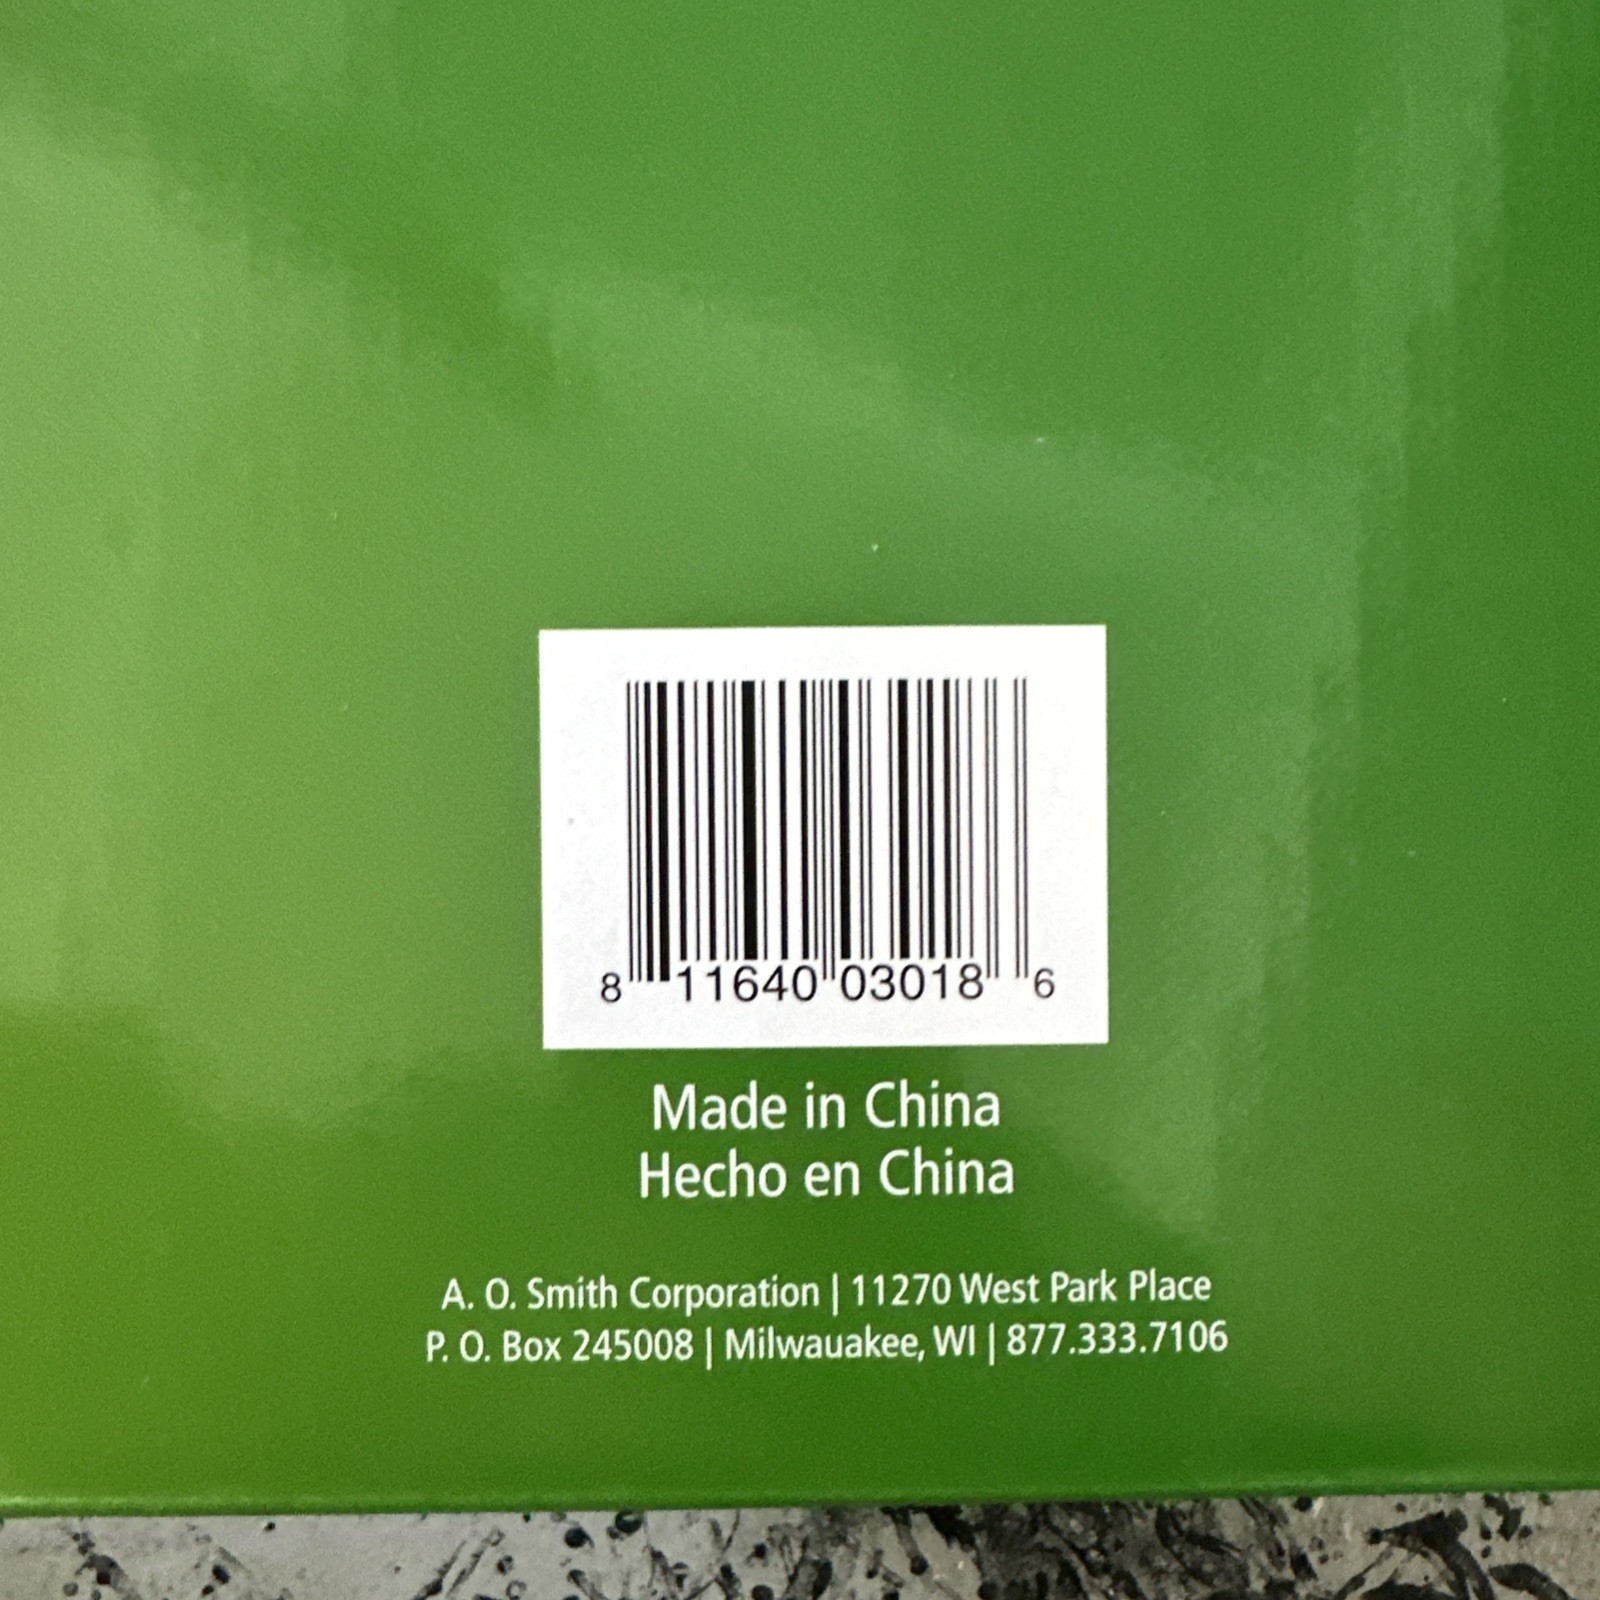 8 11640 03018 6
Made in China
Hecho en China
A. O. Smith Corporation | 11270 West Park Place
P. O. Box 245008 | Milwauakee, WI | 877.333.7106